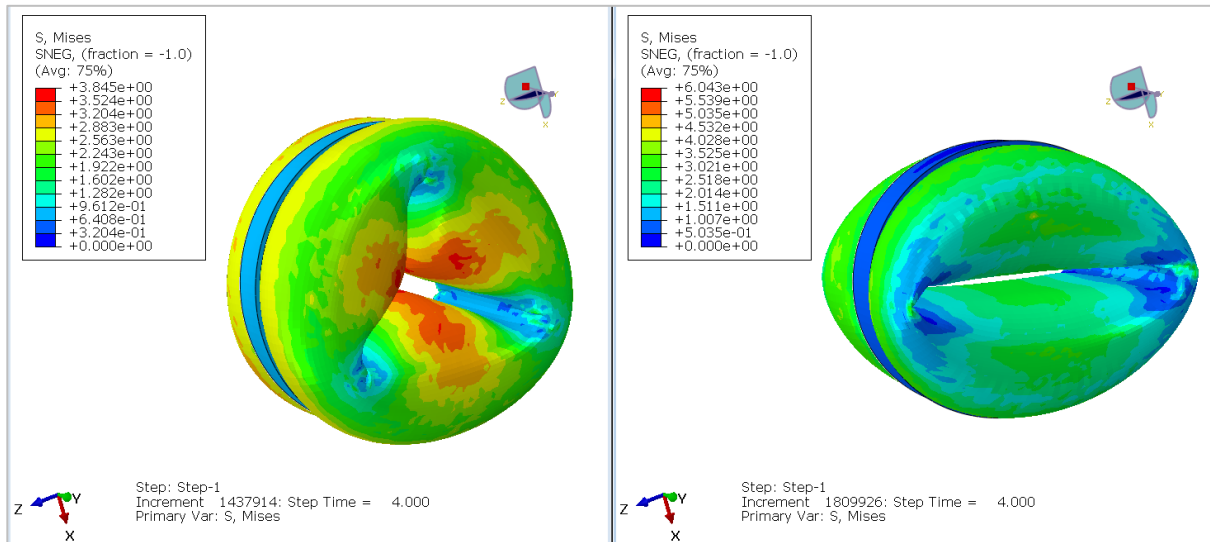 S, Mises
SNEG, (fraction = -1.0)
(Avg: 75%)
+3.845e+00
+3.524e+00
+3.204e+00
+2.883e+00
+2.563e+00
+2.243e+00
+1.922e+00
+1.602e+00
+1.282e+00
+9.612e-01
+6.408e-01
+3.204e-01
+0.000e+00
Z
X
Z
Y
X
Step: Step-1
Increment 1437914: Step Time = 4.000
Primary Var: S, Mises
S, Mises
SNEG, (fraction = -1.0)
(Avg: 75%)
+6.043e+00
+5.539e+00
+5.035e+00
+4.532e+00
+4.028e+00
+3.525e+00
+3.021e+00
+2.518e+00
+2.014e+00
+1.511e+00
+1.007e+00
+5.035e-01
+0.000e+00
Z
X
Z
Y
X
Step: Step-1
Increment 1809926: Step Time = 4.000
Primary Var: S, Mises